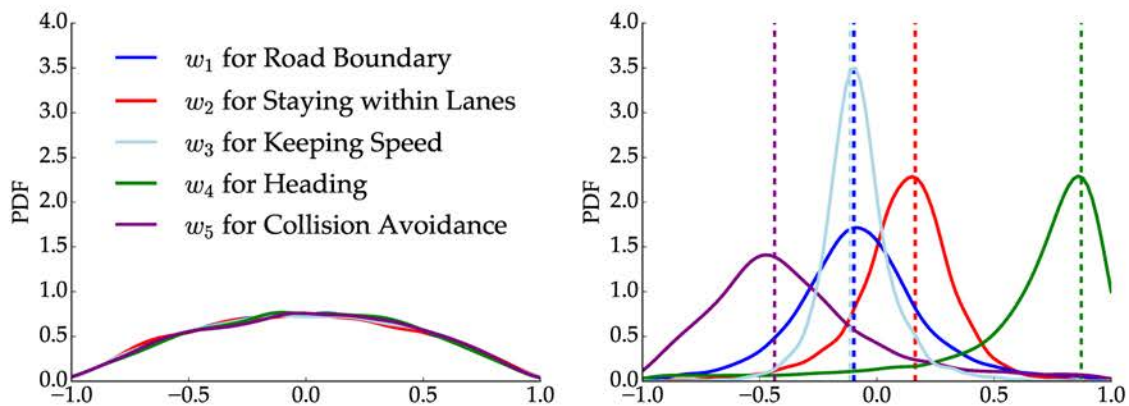 4.0
3.5
3.0
2.5
2.0
1.5
1.0
0.5
0.0
PDF
w₁ for Road Boundary
w₂ for Staying within Lanes
w₃ for Keeping Speed
w₄ for Heading
w₅ for Collision Avoidance
−1.0 −0.5 0.0 0.5 1.0
4.0
3.5
3.0
2.5
2.0
1.5
1.0
0.5
0.0
PDF
−1.0 −0.5 0.0 0.5 1.0